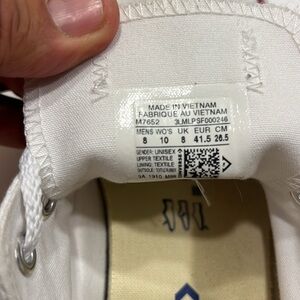 MADE IN VIETNAM
FABRIQUE AU VIETNAM
M7652 3LMLPSF000246
MENS WO'S UK EUR CM
8 10 8 41.5 26.5
GENDER: UNISEX
UPPER: TEXTILE
LINING: TEXTILE